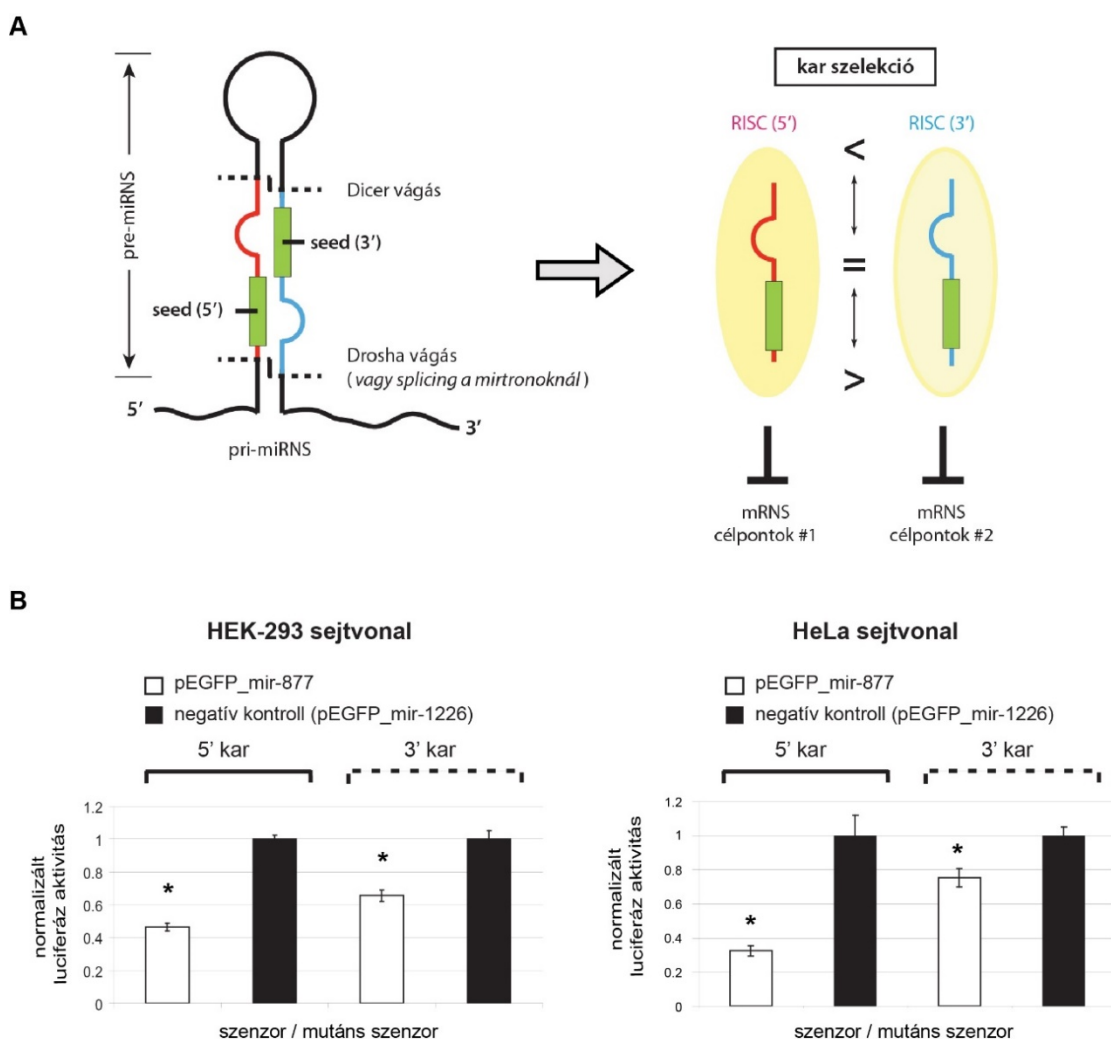 A
pre-miRNS
Dicer vágás
seed (3’)
seed (5’)
Drosha vágás
( vagy splicing a mirtronoknál )
5’
3’
pri-miRNS
kar szelekció
RISC (5’)
RISC (3’)
<
=
>
mRNS
célpontok #1
mRNS
célpontok #2
B
HEK-293 sejtvonal
pEGFP_mir-877
negatív kontroll (pEGFP_mir-1226)
5’ kar
3’ kar
normalizált
luciferáz aktivitás
1.2
1
0.8
0.6
0.4
0.2
0
*
*
szenzor / mutáns szenzor
HeLa sejtvonal
pEGFP_mir-877
negatív kontroll (pEGFP_mir-1226)
5’ kar
3’ kar
normalizált
luciferáz aktivitás
1.2
1
0.8
0.6
0.4
0.2
0
*
*
szenzor / mutáns szenzor